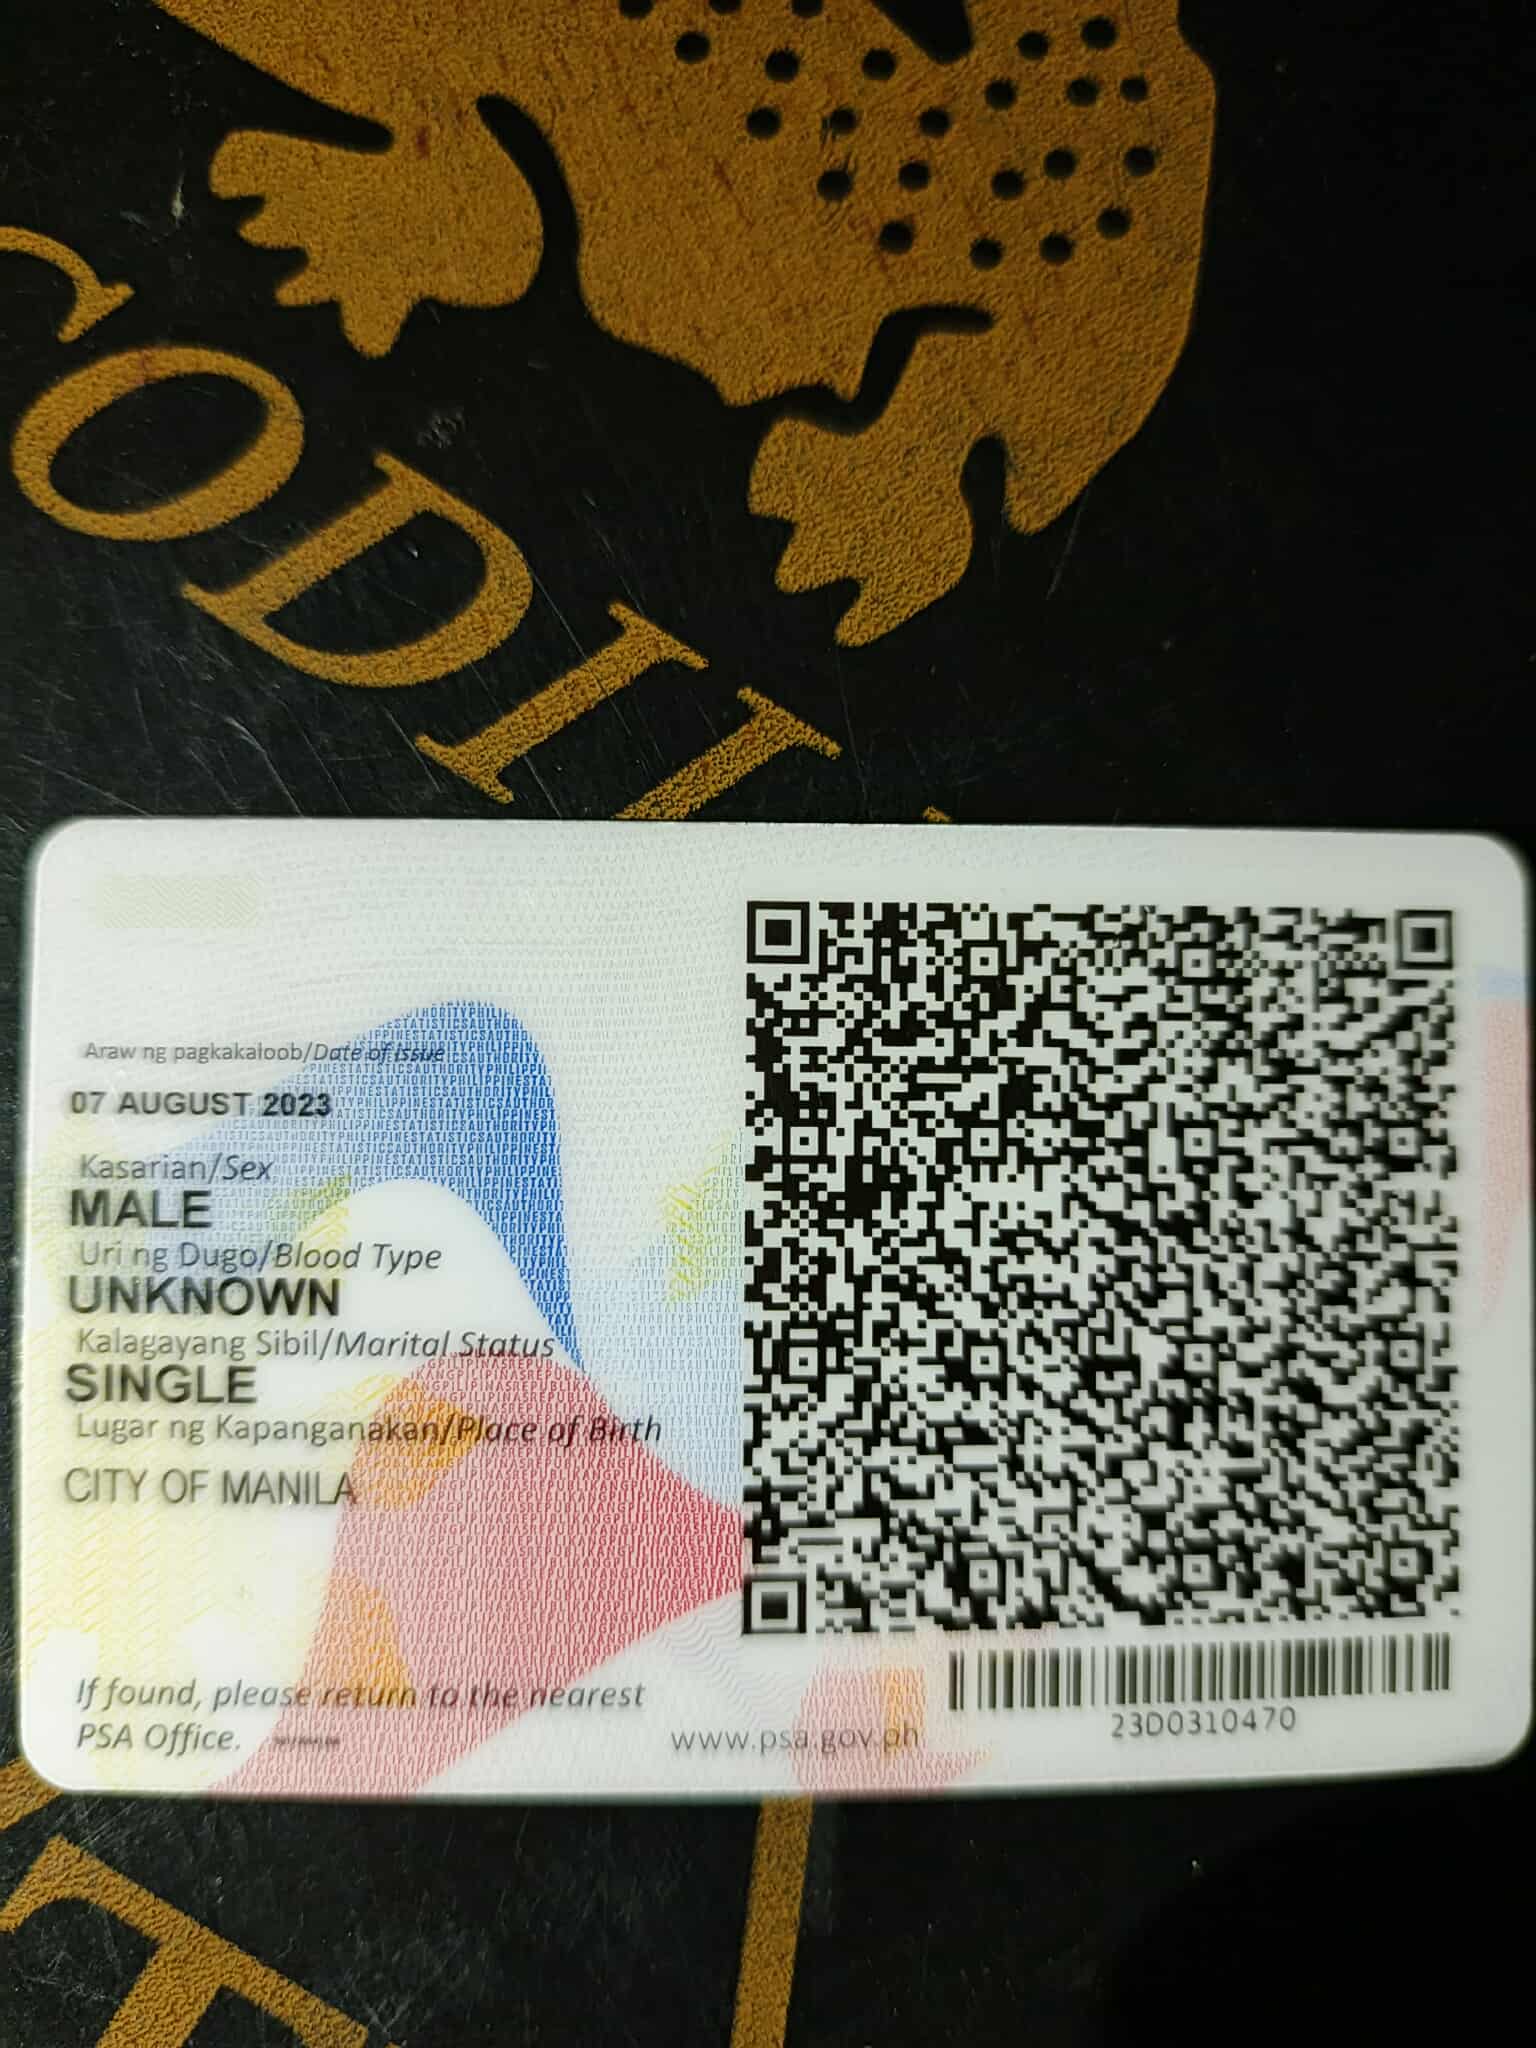 CODIL
Araw ng pagkakaloob/Date of issue
07 AUGUST 2023
Kasarian/Sex
MALE
Uri ng Dugo/Blood Type
UNKNOWN
Kalagayang Sibil/Marital Status
SINGLE
Lugar ng Kapanganakan/Place of Birth
CITY OF MANILA
If found, please return to the nearest
PSA Office.
www.psa.gov.ph
23D0310470
E